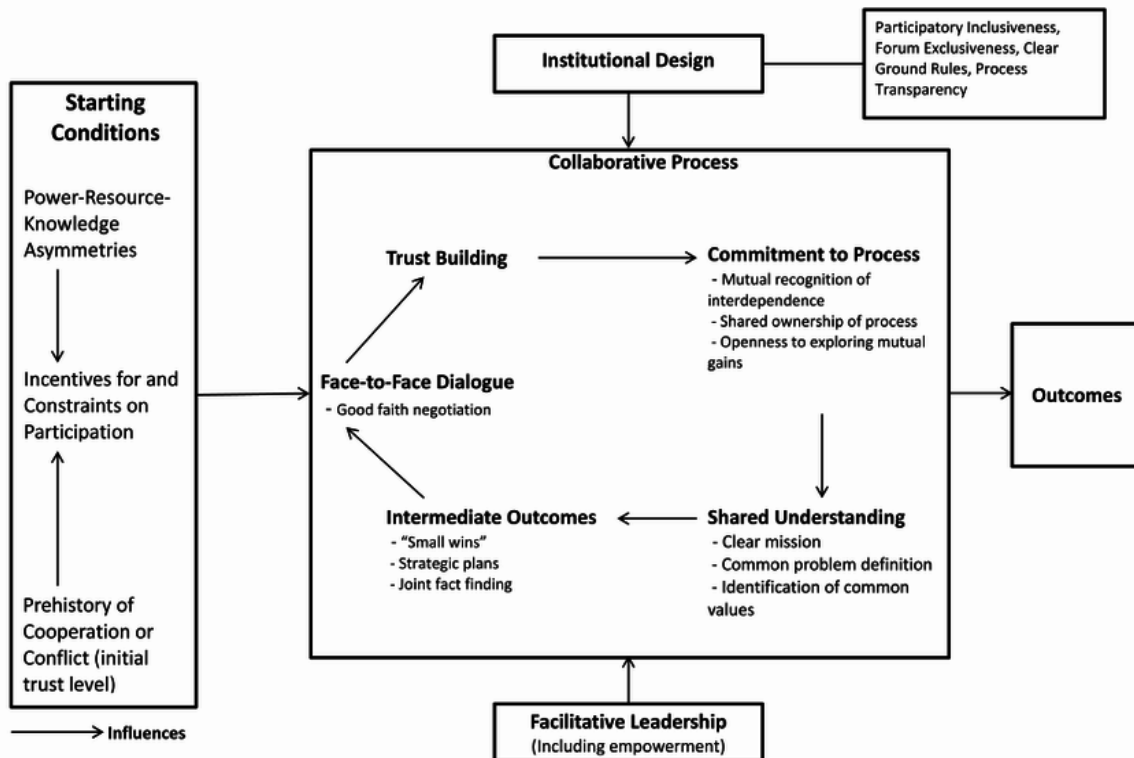 Participatory Inclusiveness,
Forum Exclusiveness, Clear
Ground Rules, Process
Transparency
Institutional Design
Starting
Conditions
Power-Resource-
Knowledge
Asymmetries
Incentives for and
Constraints on
Participation
Prehistory of
Cooperation or
Conflict (initial
trust level)
Influences
Collaborative Process
Trust Building
Commitment to Process
- Mutual recognition of
interdependence
- Shared ownership of process
- Openness to exploring mutual
gains
Face-to-Face Dialogue
- Good faith negotiation
Intermediate Outcomes
- “Small wins”
- Strategic plans
- Joint fact finding
Shared Understanding
- Clear mission
- Common problem definition
- Identification of common
values
Outcomes
Facilitative Leadership
(Including empowerment)